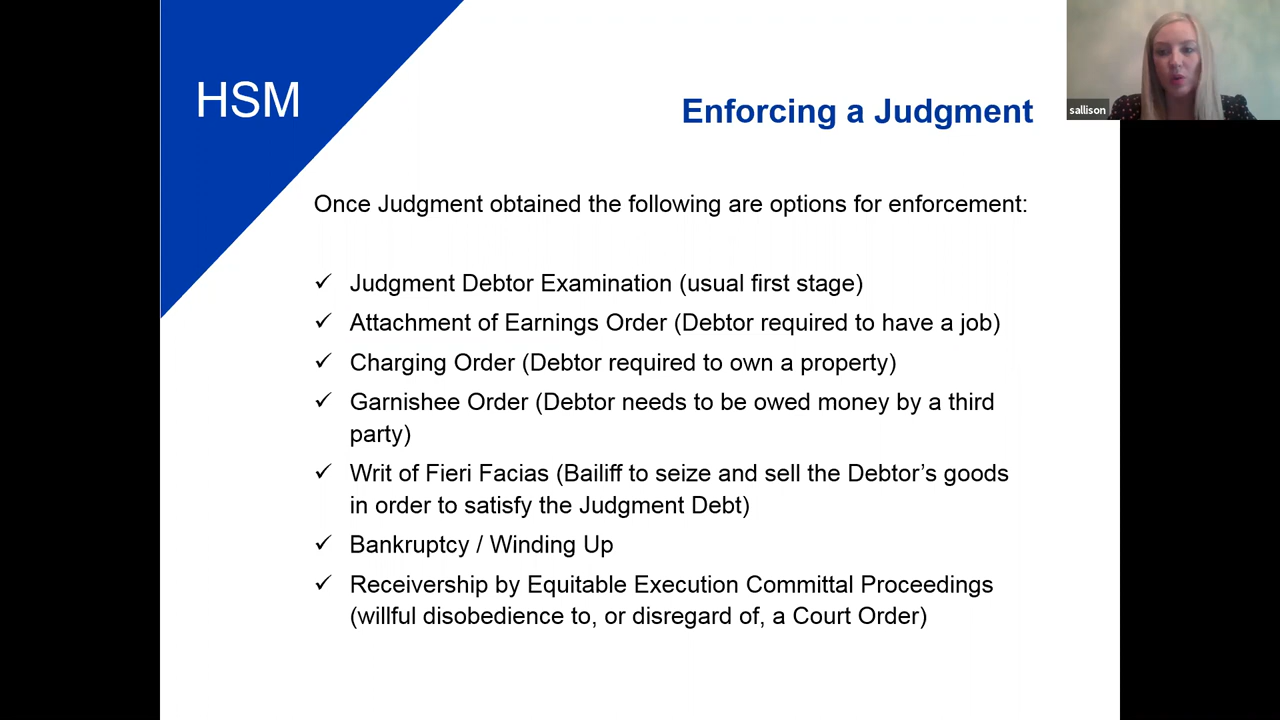 HSM
Enforcing a Judgment
sallison
Once Judgment obtained the following are options for enforcement:
✓ Judgment Debtor Examination (usual first stage)
✓ Attachment of Earnings Order (Debtor required to have a job)
✓ Charging Order (Debtor required to own a property)
✓ Garnishee Order (Debtor needs to be owed money by a third
party)
✓ Writ of Fieri Facias (Bailiff to seize and sell the Debtor’s goods
in order to satisfy the Judgment Debt)
✓ Bankruptcy / Winding Up
✓ Receivership by Equitable Execution Committal Proceedings
(willful disobedience to, or disregard of, a Court Order)